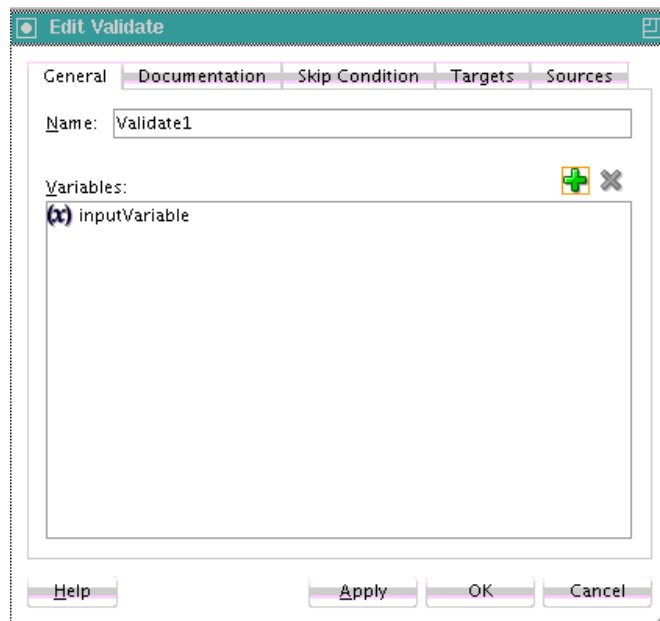 Edit Validate
General Documentation Skip Condition Targets Sources
Name: Validate1
Variables:
(x) inputVariable
Help Apply OK Cancel